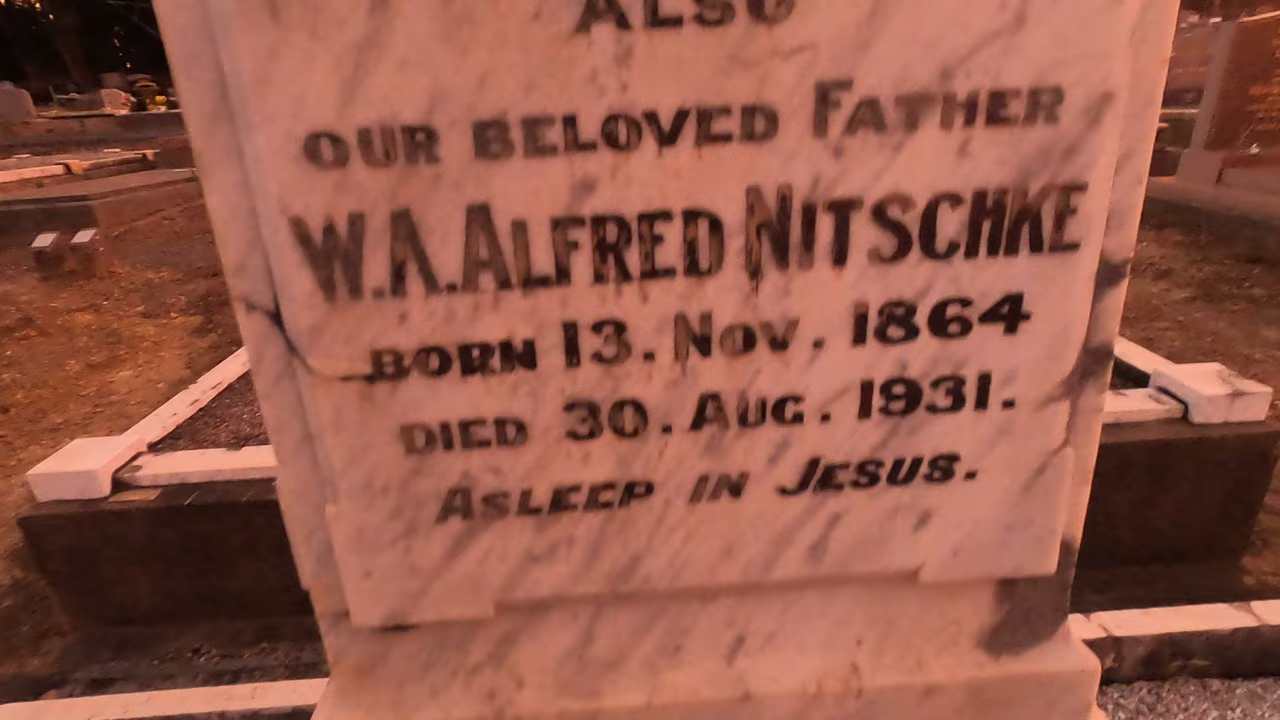 ALSO
OUR BELOVED FATHER
W.A. ALFRED NITSCHKE
BORN 13. NOV. 1864
DIED 30. AUG. 1931.
ASLEEP IN JESUS.